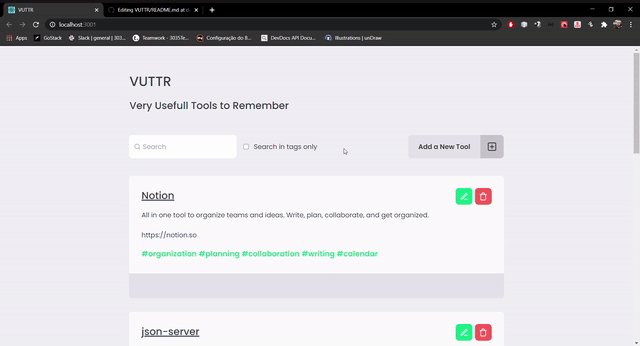 VUTTR
Editing VUTTR/README.md at d
localhost:3001
Apps
GoStack
Slack | general | 303...
Teamwork - 3035Te...
Configuração do B...
DevDocs API Docu...
Illustrations | unDraw
VUTTR
Very Usefull Tools to Remember
Search
Search in tags only
Add a New Tool
Notion
All in one tool to organize teams and ideas. Write, plan, collaborate, and get organized.
https://notion.so
#organization #planning #collaboration #writing #calendar
json-server